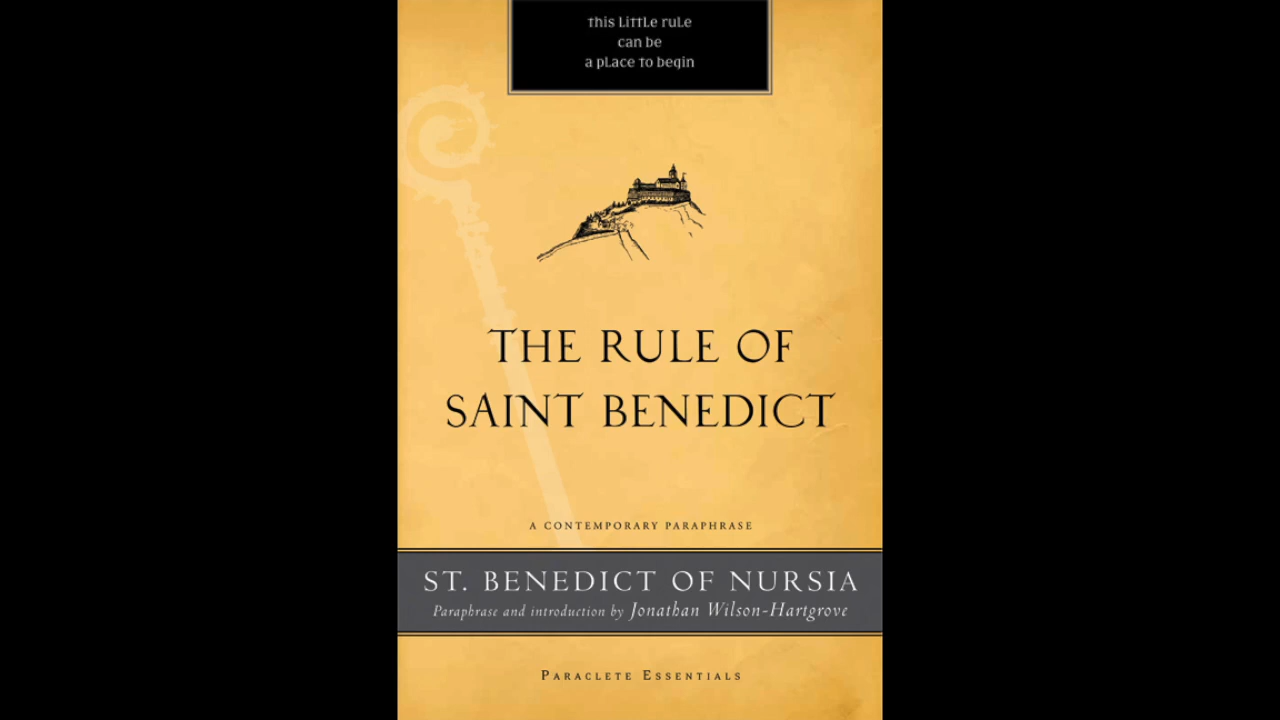 this little rule
can be
a place to begin
THE RULE OF
SAINT BENEDICT
A CONTEMPORARY PARAPHRASE
ST. BENEDICT OF NURSIA
Paraphrase and introduction by Jonathan Wilson-Hartgrove
PARACLETE ESSENTIALS